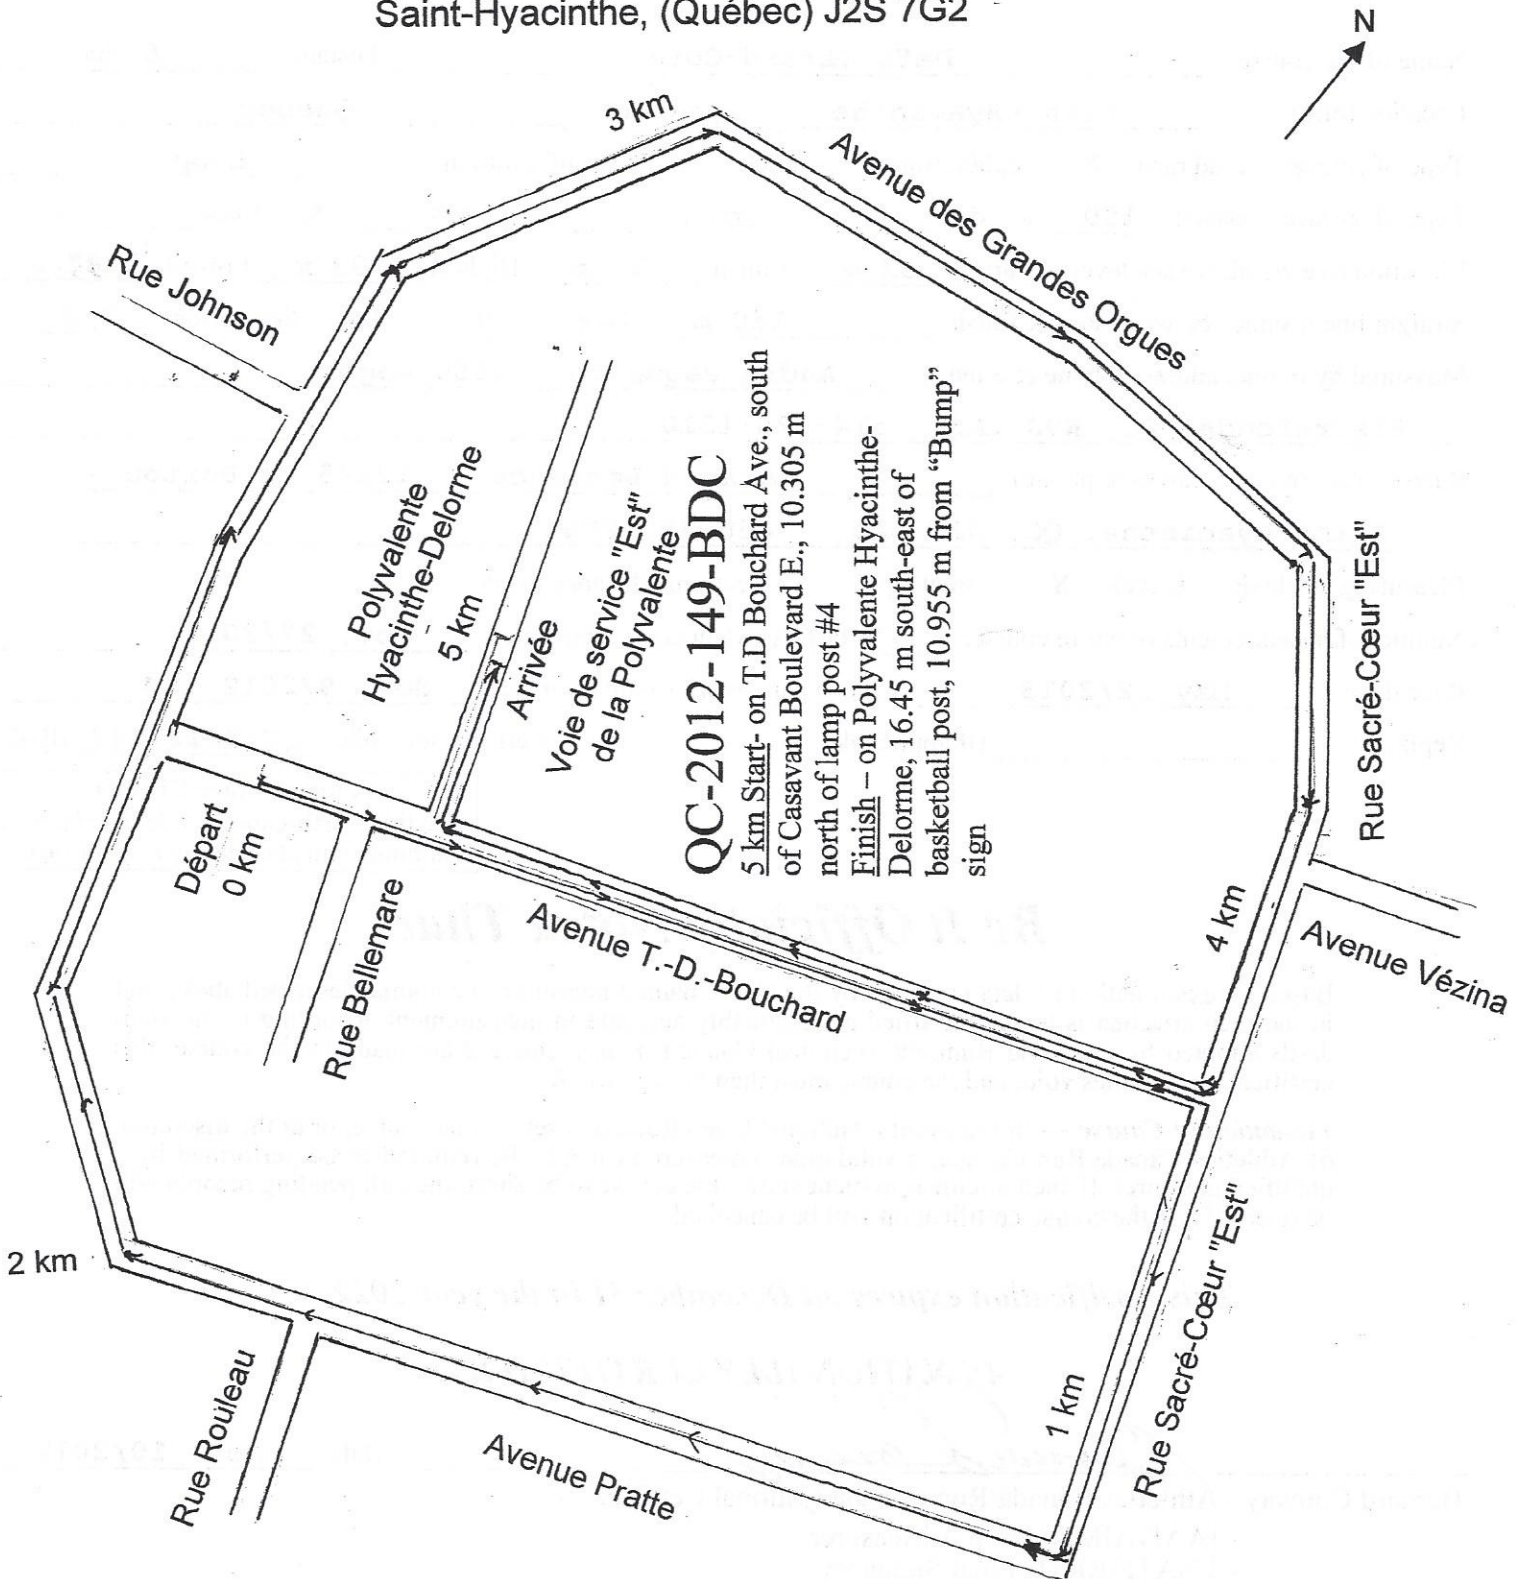 Saint-Hyacinthe, (Québec) J2S 7G2
N
3 km
Avenue des Grandes Orgues
Rue Johnson
Polyvalente
Hyacinthe-Delorme
5 km
Arrivée
Voie de service "Est"
de la Polyvalente
QC-2012-149-BDC
5 km Start- on T.D Bouchard Ave., south
of Casavant Boulevard E., 10.305 m
north of lamp post #4
Finish – on Polyvalente Hyacinthe-
Delorme, 16.45 m south-east of
basketball post, 10.955 m from “Bump”
sign
Départ
0 km
Rue Bellemare
Avenue T.-D.-Bouchard
Rue Sacré-Cœur "Est"
4 km
Avenue Vézina
2 km
Rue Rouleau
Avenue Pratte
1 km
Rue Sacré-Cœur "Est"